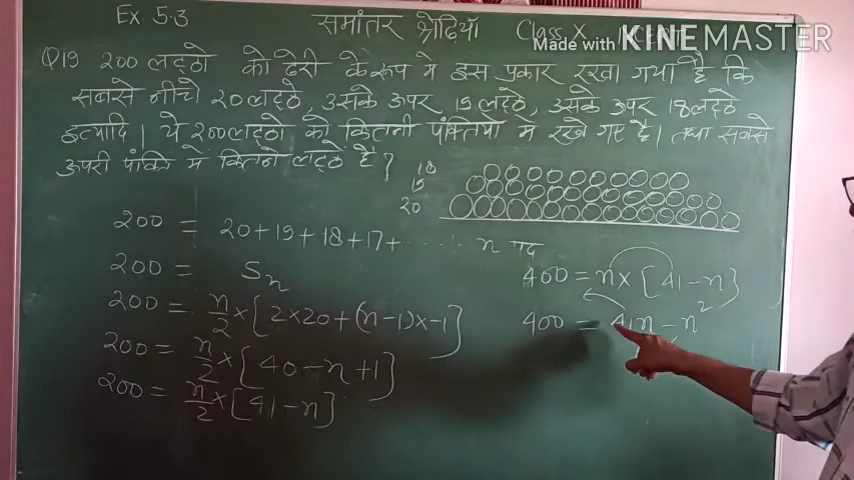 Ex. 5.3
समांतर श्रेढ़ियाँ Class X
Made with KINEMASTER
Q19 200 लट्ठो को ढेरी के रूप मे इस प्रकार रखा गया है कि
सबसे नीचे 20 लट्ठे, उसके ऊपर 19 लट्ठे, उसके ऊपर 18 लट्ठे
इत्यादि। ये 200 लट्ठो को कितनी पंक्तियो मे रखे गए है। तथा सबसे
ऊपरी पंक्ति मे कितने लट्ठे है?
18
19
20
200 = 20+19+18+17+ ...... n पद
200 = Sn
200 = n/2 × [2×20+(n-1)×-1]
200 = n/2 × [40-n+1]
200 = n/2 × [41-n]
400 = n× [41-n]
400 = 41n - n²